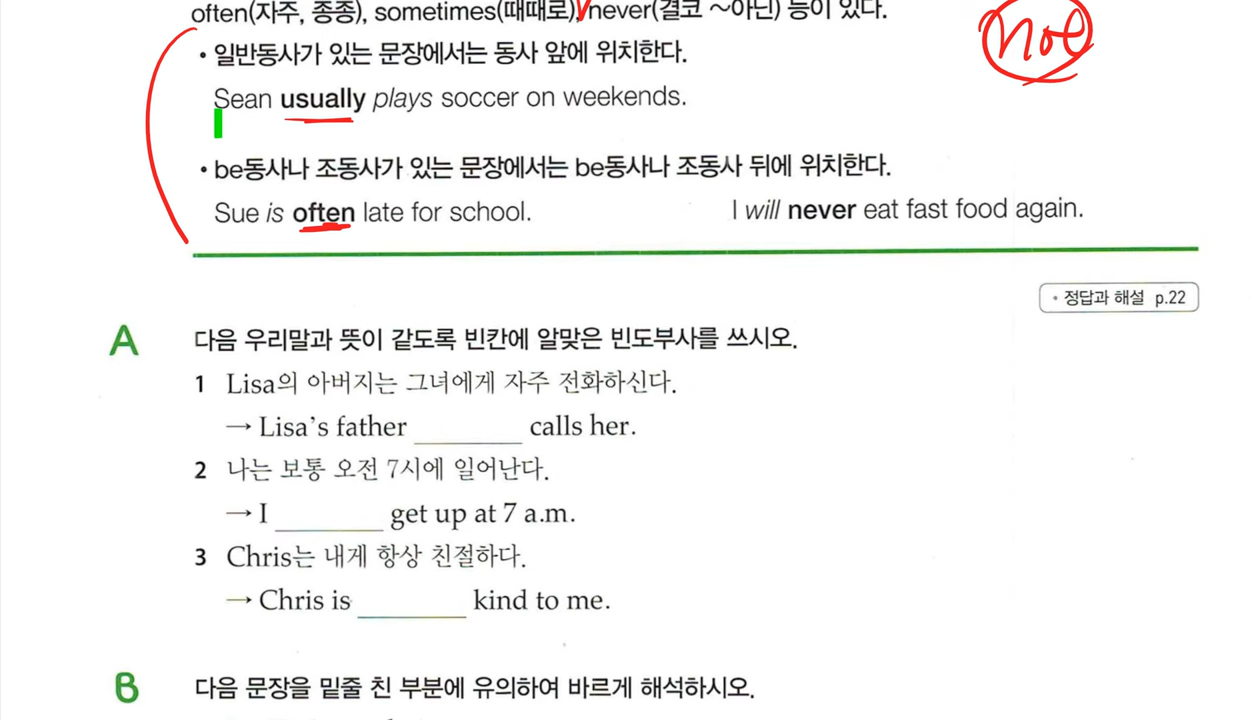 often(자주, 종종), sometimes(때때로), never(결코 ~아닌) 등이 있다.
not
• 일반동사가 있는 문장에서는 동사 앞에 위치한다.
Sean usually plays soccer on weekends.
• be동사나 조동사가 있는 문장에서는 be동사나 조동사 뒤에 위치한다.
Sue is often late for school. I will never eat fast food again.
• 정답과 해설 p.22
A 다음 우리말과 뜻이 같도록 빈칸에 알맞은 빈도부사를 쓰시오.
1 Lisa의 아버지는 그녀에게 자주 전화하신다.
→ Lisa's father ______ calls her.
2 나는 보통 오전 7시에 일어난다.
→ I ______ get up at 7 a.m.
3 Chris는 내게 항상 친절하다.
→ Chris is ______ kind to me.
B 다음 문장을 밑줄 친 부분에 유의하여 바르게 해석하시오.